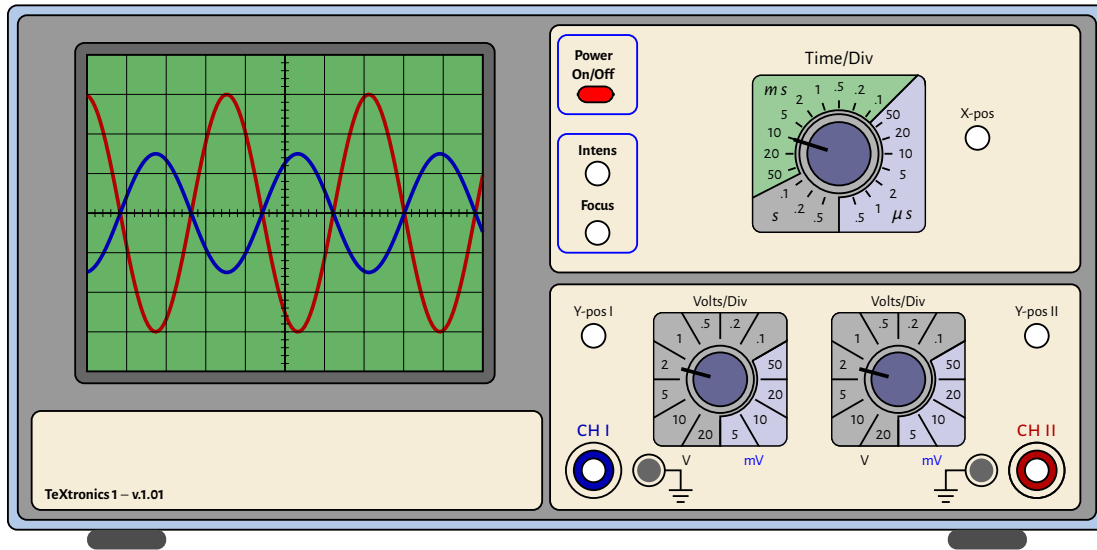 Power
On/Off
Intens
Focus
Time/Div
m s
.5
1
.2
2
.1
5
50
10
20
20
10
50
5
.1
2
.2
1
.5
s
μ s
X-pos
Y-pos I
Volts/Div
.5
.2
1
.1
2
50
5
20
10
10
20
5
V
mV
CH I
Volts/Div
.5
.2
1
.1
2
50
5
20
10
10
20
5
V
mV
Y-pos II
CH II
TeXtronics 1 – v.1.01